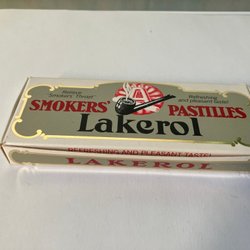 Relieve
Smokers' Throat
Refreshing
and pleasant taste!
SMOKERS' PASTILLES
Lakerol
REFRESHING AND PLEASANT TASTE!
LAKEROL